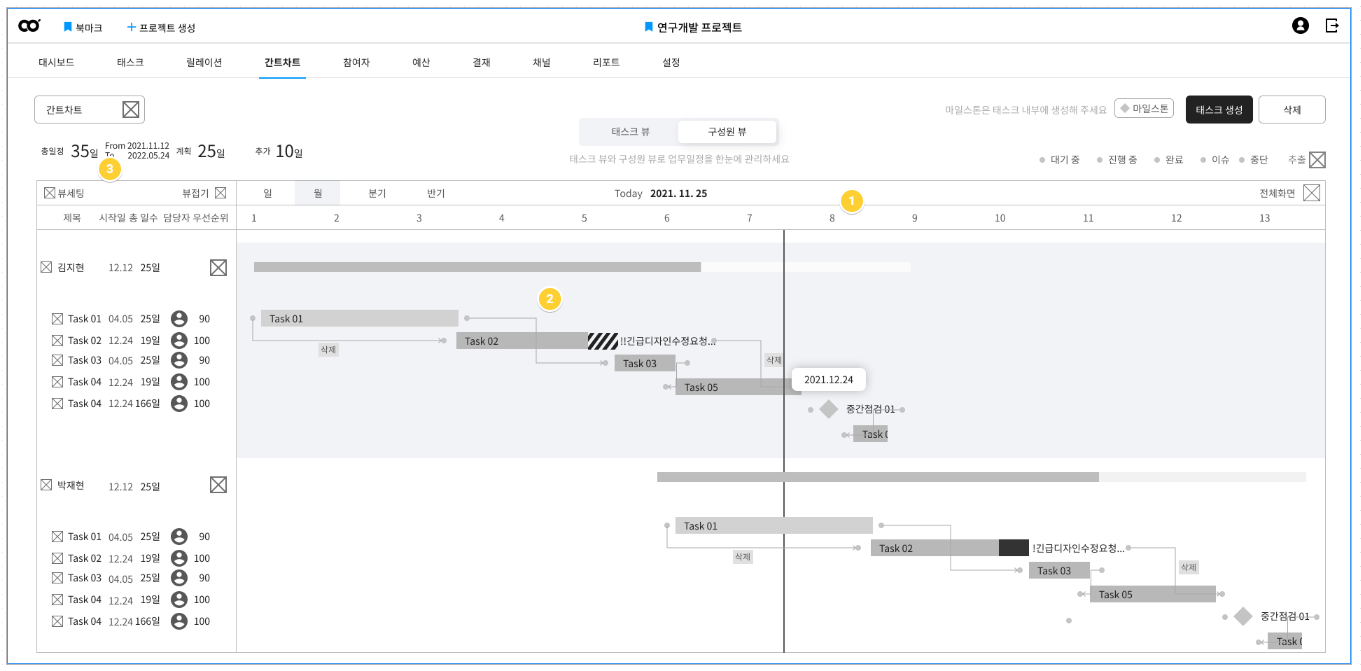 북마크 프로젝트 생성 연구개발 프로젝트
대시보드 태스크 릴레이션 간트차트 참여자 예산 결재 채널 리포트 설정
간트차트
마일스톤은 태스크 내부에 생성해 주세요 마일스톤 태스크 생성 삭제
태스크 뷰 구성원 뷰
태스크 뷰와 구성원 뷰로 업무일정을 한눈에 관리하세요
총일정 35일 From 2021.11.12
To 2022.05.24 계획 25일 추가 10일
3
대기 중 진행 중 완료 이슈 중단 추출
뷰세팅 뷰접기 일 월 분기 반기 Today 2021. 11. 25 전체화면
1
제목 시작일 총 일수 담당자 우선순위 1 2 3 4 5 6 7 8 9 10 11 12 13
김지현 12.12 25일
2
Task 01 04.05 25일 90 Task 01
Task 02 12.24 19일 100 삭제 Task 02 !!긴급디자인수정요청...
Task 03 04.05 25일 90 Task 03 삭제
Task 04 12.24 19일 100 Task 05 2021.12.24
Task 04 12.24 166일 100 중간점검 01
Task 0
박재현 12.12 25일
Task 01 04.05 25일 90 Task 01
Task 02 12.24 19일 100 삭제 Task 02 !긴급디자인수정요청...
Task 03 04.05 25일 90 Task 03 삭제
Task 04 12.24 19일 100 Task 05
Task 04 12.24 166일 100 중간점검 01
Task 0